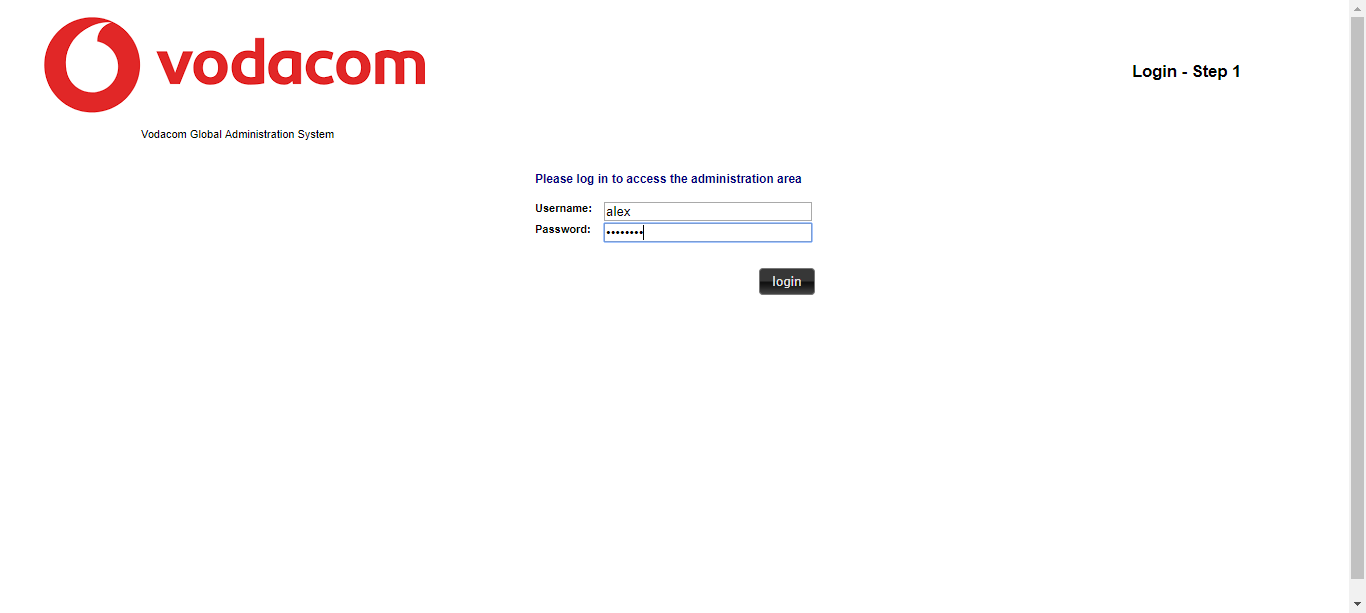 vodacom
Login - Step 1
Vodacom Global Administration System
Please log in to access the administration area
Username: alex
Password: ••••••••
login